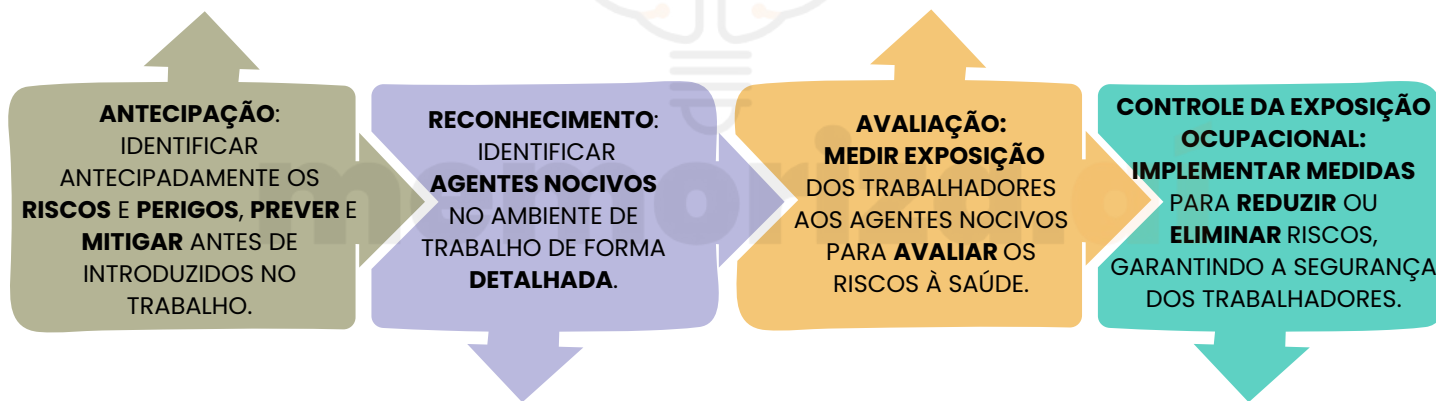 ANTECIPAÇÃO:
IDENTIFICAR
ANTECIPADAMENTE OS
RISCOS E PERIGOS, PREVER E
MITIGAR ANTES DE
INTRODUZIDOS NO
TRABALHO.
RECONHECIMENTO:
IDENTIFICAR
AGENTES NOCIVOS
NO AMBIENTE DE
TRABALHO DE FORMA
DETALHADA.
AVALIAÇÃO:
MEDIR EXPOSIÇÃO
DOS TRABALHADORES
AOS AGENTES NOCIVOS
PARA AVALIAR OS
RISCOS À SAÚDE.
CONTROLE DA EXPOSIÇÃO
OCUPACIONAL:
IMPLEMENTAR MEDIDAS
PARA REDUZIR OU
ELIMINAR RISCOS,
GARANTINDO A SEGURANÇA
DOS TRABALHADORES.